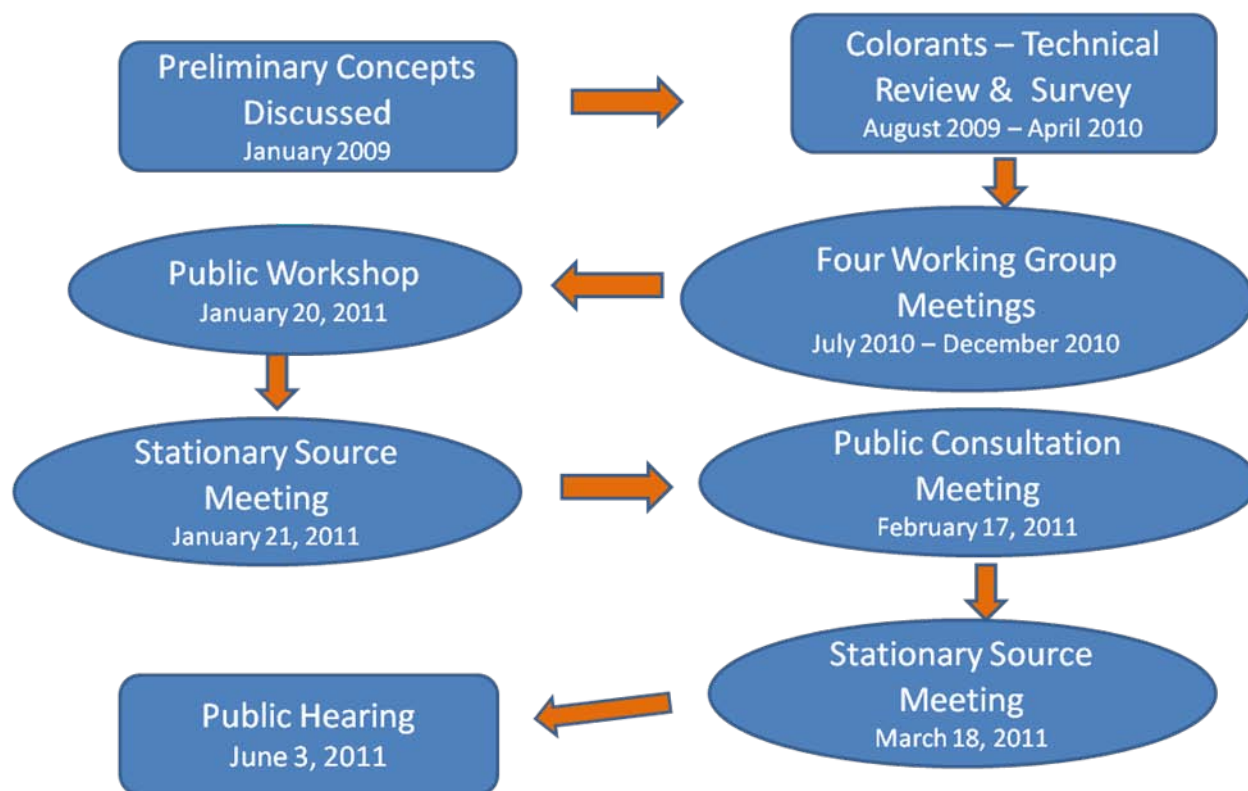 Preliminary Concepts
Discussed
January 2009
Colorants – Technical
Review & Survey
August 2009 – April 2010
Four Working Group
Meetings
July 2010 – December 2010
Public Workshop
January 20, 2011
Stationary Source
Meeting
January 21, 2011
Public Consultation
Meeting
February 17, 2011
Stationary Source
Meeting
March 18, 2011
Public Hearing
June 3, 2011